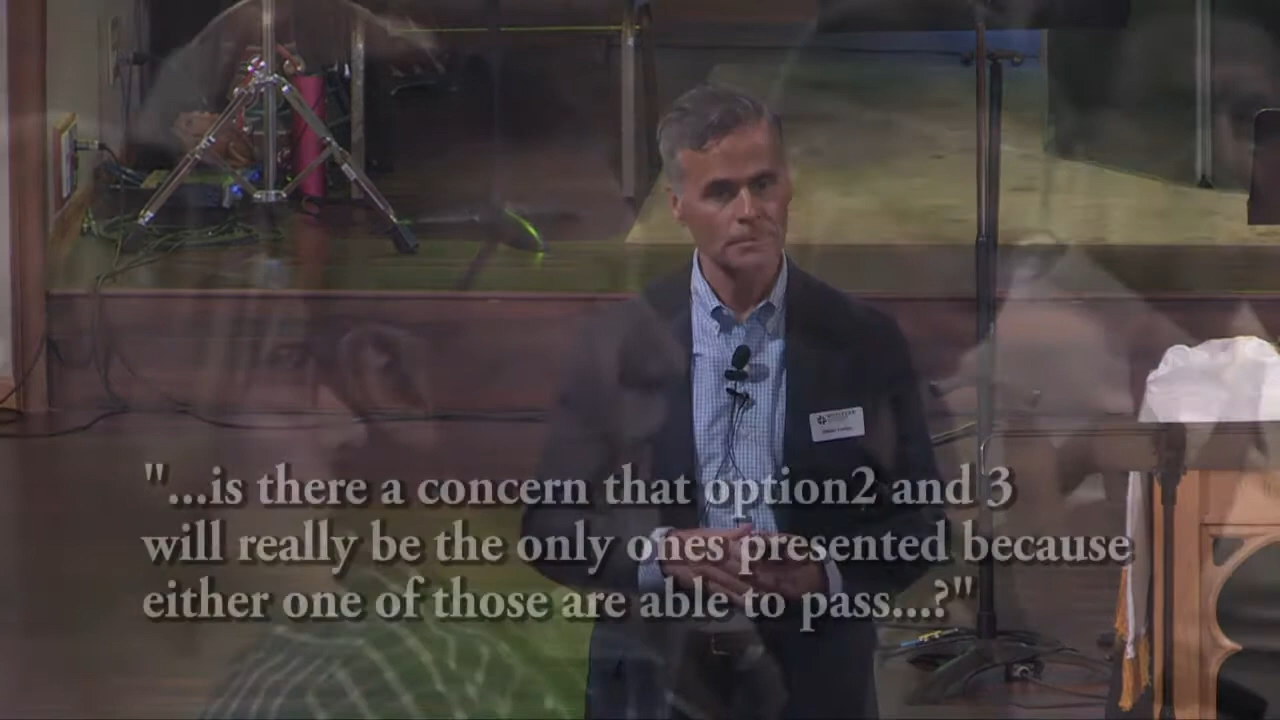 "...is there a concern that option2 and 3
will really be the only ones presented because
either one of those are able to pass...?"